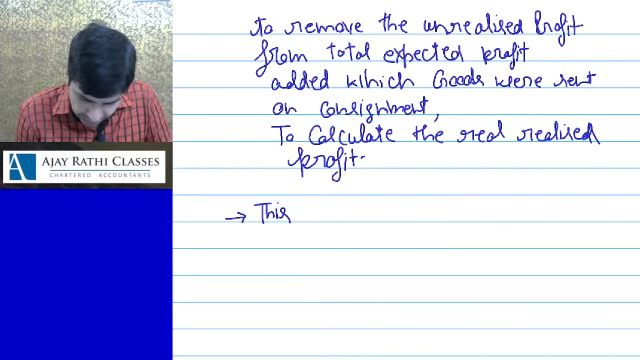 to remove the unrealised Profit
from total expected profit
added which Goods were sent
on consignment,
To Calculate the real realised
profit.
AJAY RATHI CLASSES
CHARTERED ACCOUNTANTS
→ This